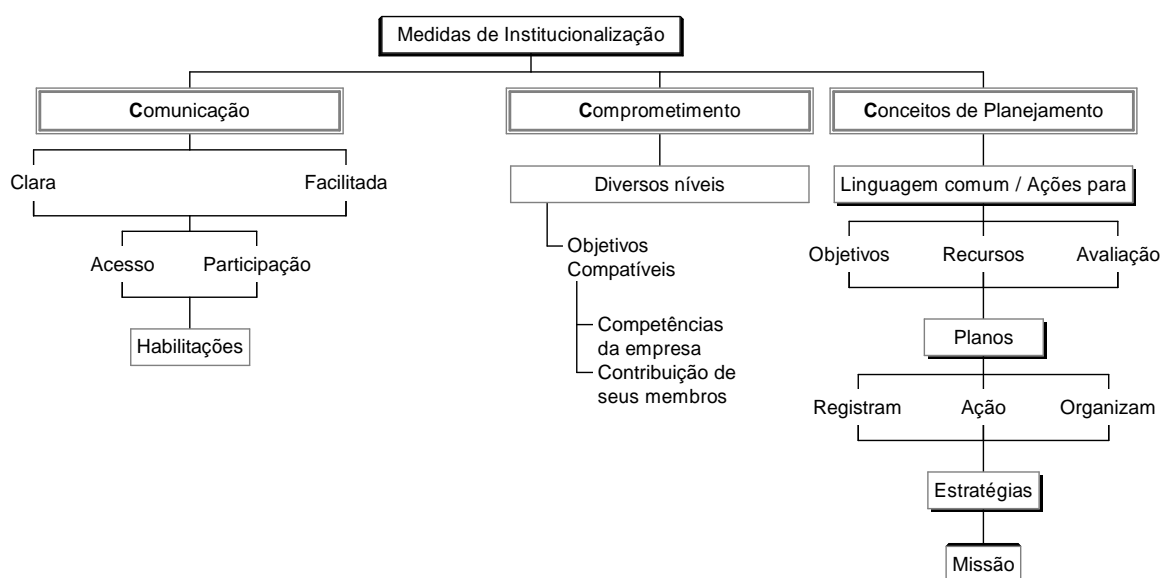 Medidas de Institucionalização
Comunicação
Comprometimento
Conceitos de Planejamento
Clara
Facilitada
Diversos níveis
Linguagem comum / Ações para
Acesso
Participação
Objetivos
Compatíveis
Objetivos
Recursos
Avaliação
Habilitações
Competências
da empresa
Contribuição de
seus membros
Planos
Registram
Ação
Organizam
Estratégias
Missão